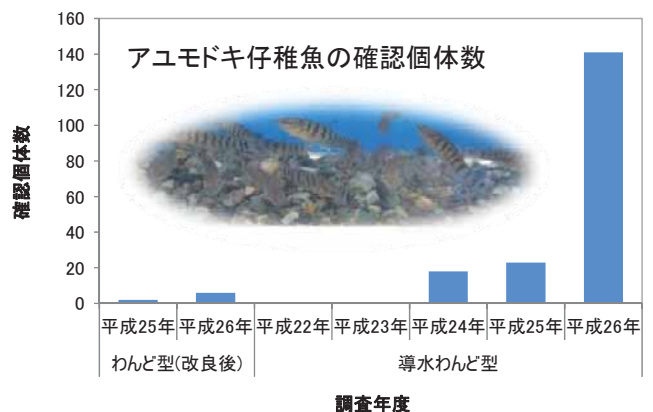 アユモドキ仔稚魚の確認個体数
確認個体数
160
140
120
100
80
60
40
20
0
平成25年 平成26年 平成22年 平成23年 平成24年 平成25年 平成26年
わんど型(改良後) 導水わんど型
調査年度